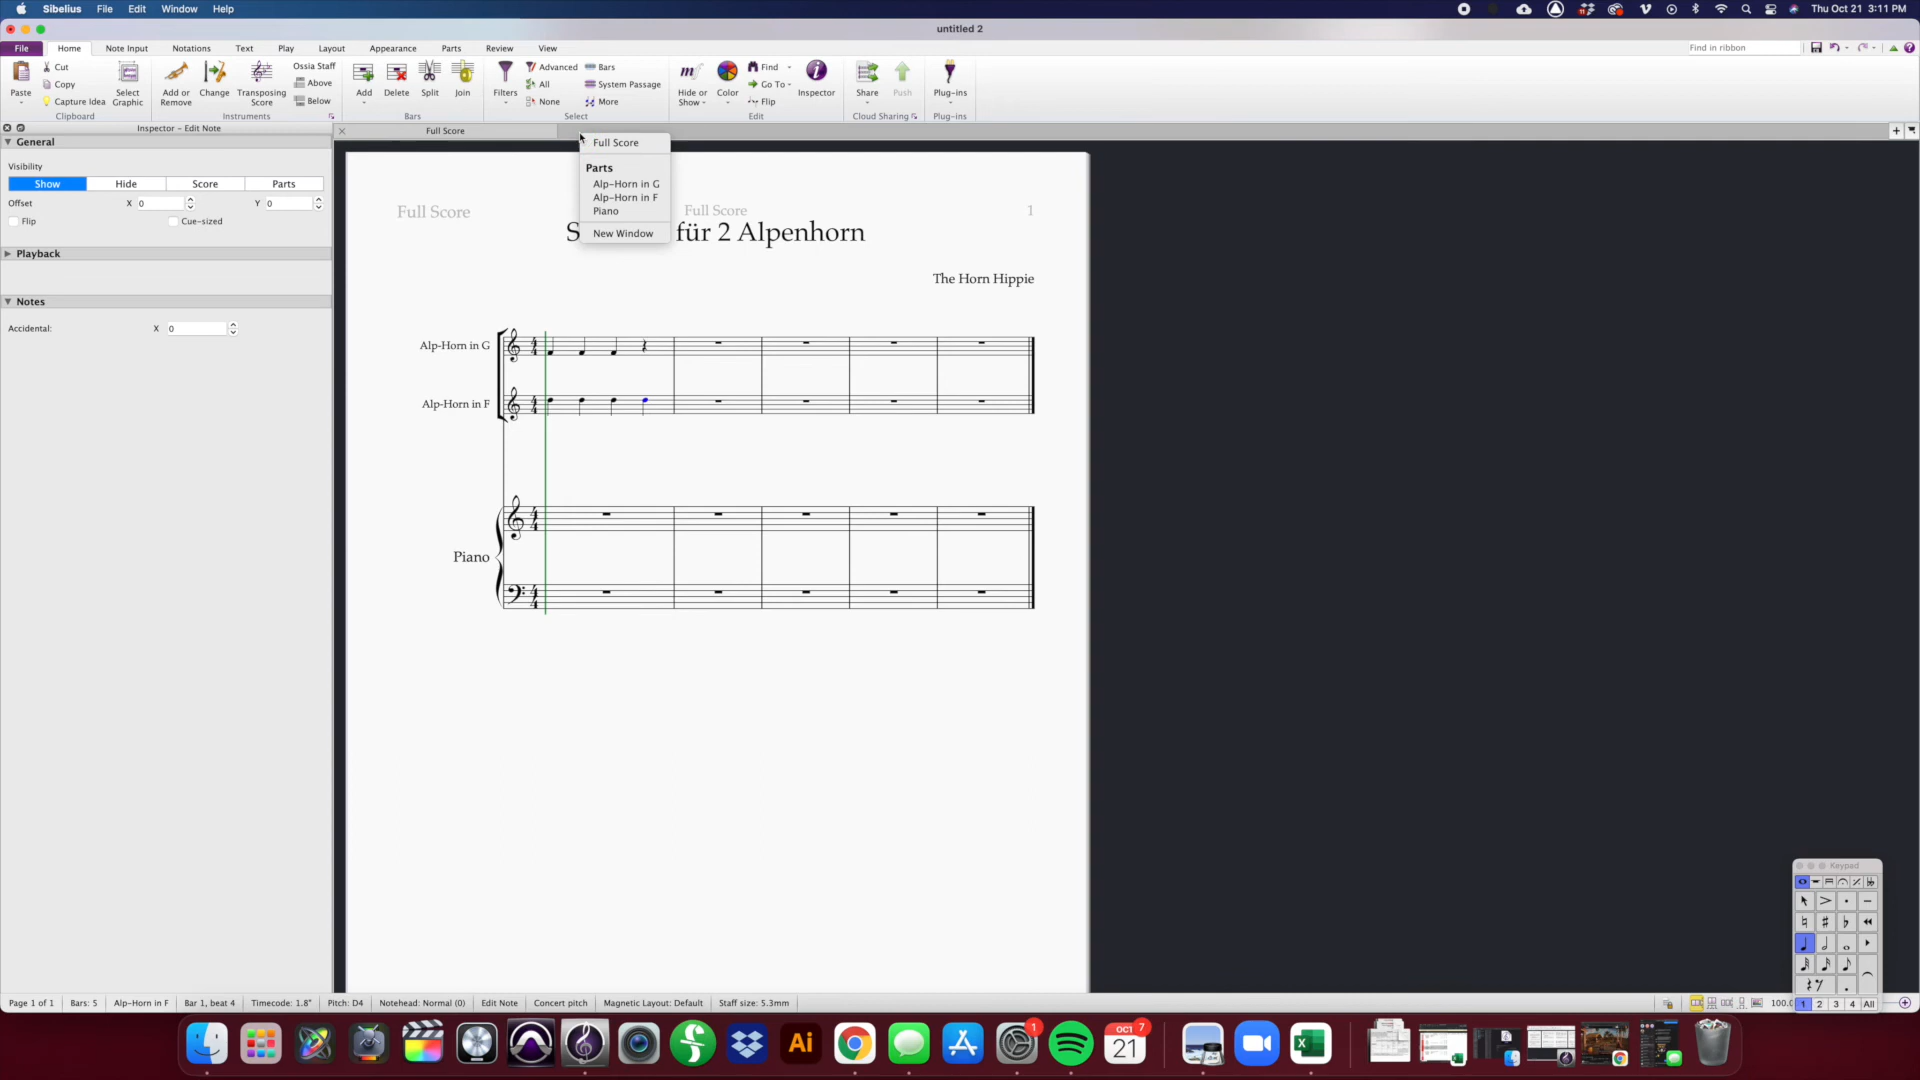 Sibelius File Edit Window Help
Thu Oct 21 3:11 PM
untitled 2
File Home Note Input Notations Text Play Layout Appearance Parts Review View
Find in ribbon
Paste
Cut
Copy
Capture Idea
Select Graphic
Clipboard
Add or Remove
Change
Transposing Score
Ossia Staff
Above
Below
Instruments
Add
Delete
Split
Join
Bars
Filters
Advanced
All
None
Bars
System Passage
More
Select
Hide or Show
Color
Find
Go To
Flip
Inspector
Edit
Share
Push
Cloud Sharing
Plug-ins
Plug-ins
Inspector - Edit Note
Full Score
General
Visibility
Show Hide Score Parts
Offset X 0 Y 0
Flip Cue-sized
Playback
Notes
Accidental: X 0
Full Score
Parts
Alp-Horn in G
Alp-Horn in F
Piano
New Window
Full Score Full Score 1
S für 2 Alpenhorn
The Horn Hippie
Alp-Horn in G
Alp-Horn in F
Piano
Keypad
1 2 3 4 All
Page 1 of 1 Bars: 5 Alp-Horn in F Bar 1, beat 4 Timecode: 1.8" Pitch: D4 Notehead: Normal (0) Edit Note Concert pitch Magnetic Layout: Default Staff size: 5.3mm 100.
Ai
1
OCT 7
21